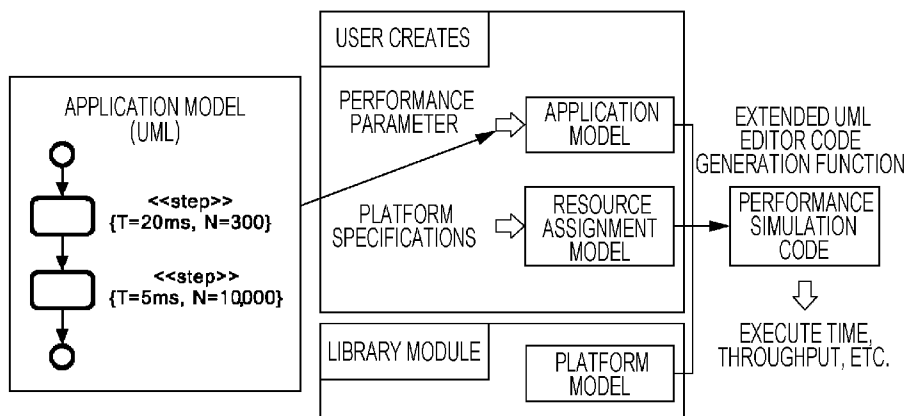 APPLICATION MODEL
(UML)
<<step>>
{T=20ms, N=300}
<<step>>
{T=5ms, N=10,000}
USER CREATES
PERFORMANCE
PARAMETER
APPLICATION
MODEL
PLATFORM
SPECIFICATIONS
RESOURCE
ASSIGNMENT
MODEL
LIBRARY MODULE
PLATFORM
MODEL
EXTENDED UML
EDITOR CODE
GENERATION FUNCTION
PERFORMANCE
SIMULATION
CODE
EXECUTE TIME,
THROUGHPUT, ETC.